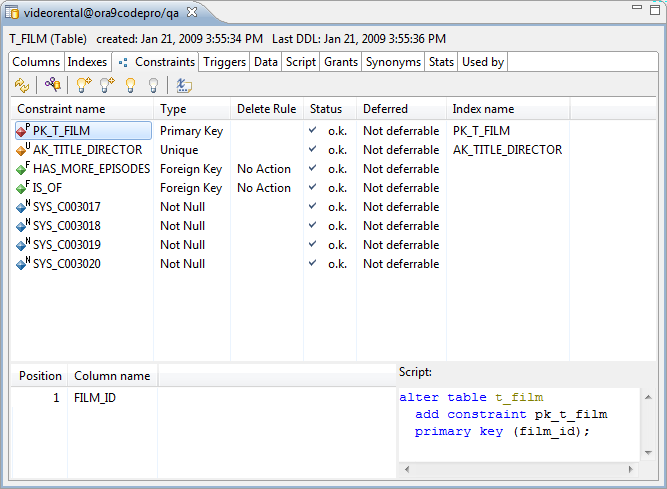 videorental@ora9codepro/qa
T_FILM (Table) created: Jan 21, 2009 3:55:34 PM Last DDL: Jan 21, 2009 3:55:36 PM
Columns Indexes Constraints Triggers Data Script Grants Synonyms Stats Used by
Constraint name Type Delete Rule Status Deferred Index name
P PK_T_FILM Primary Key o.k. Not deferrable PK_T_FILM
U AK_TITLE_DIRECTOR Unique o.k. Not deferrable AK_TITLE_DIRECTOR
F HAS_MORE_EPISODES Foreign Key No Action o.k. Not deferrable
F IS_OF Foreign Key No Action o.k. Not deferrable
N SYS_C003017 Not Null o.k. Not deferrable
N SYS_C003018 Not Null o.k. Not deferrable
N SYS_C003019 Not Null o.k. Not deferrable
N SYS_C003020 Not Null o.k. Not deferrable
Position Column name
1 FILM_ID
Script:
alter table t_film
add constraint pk_t_film
primary key (film_id);